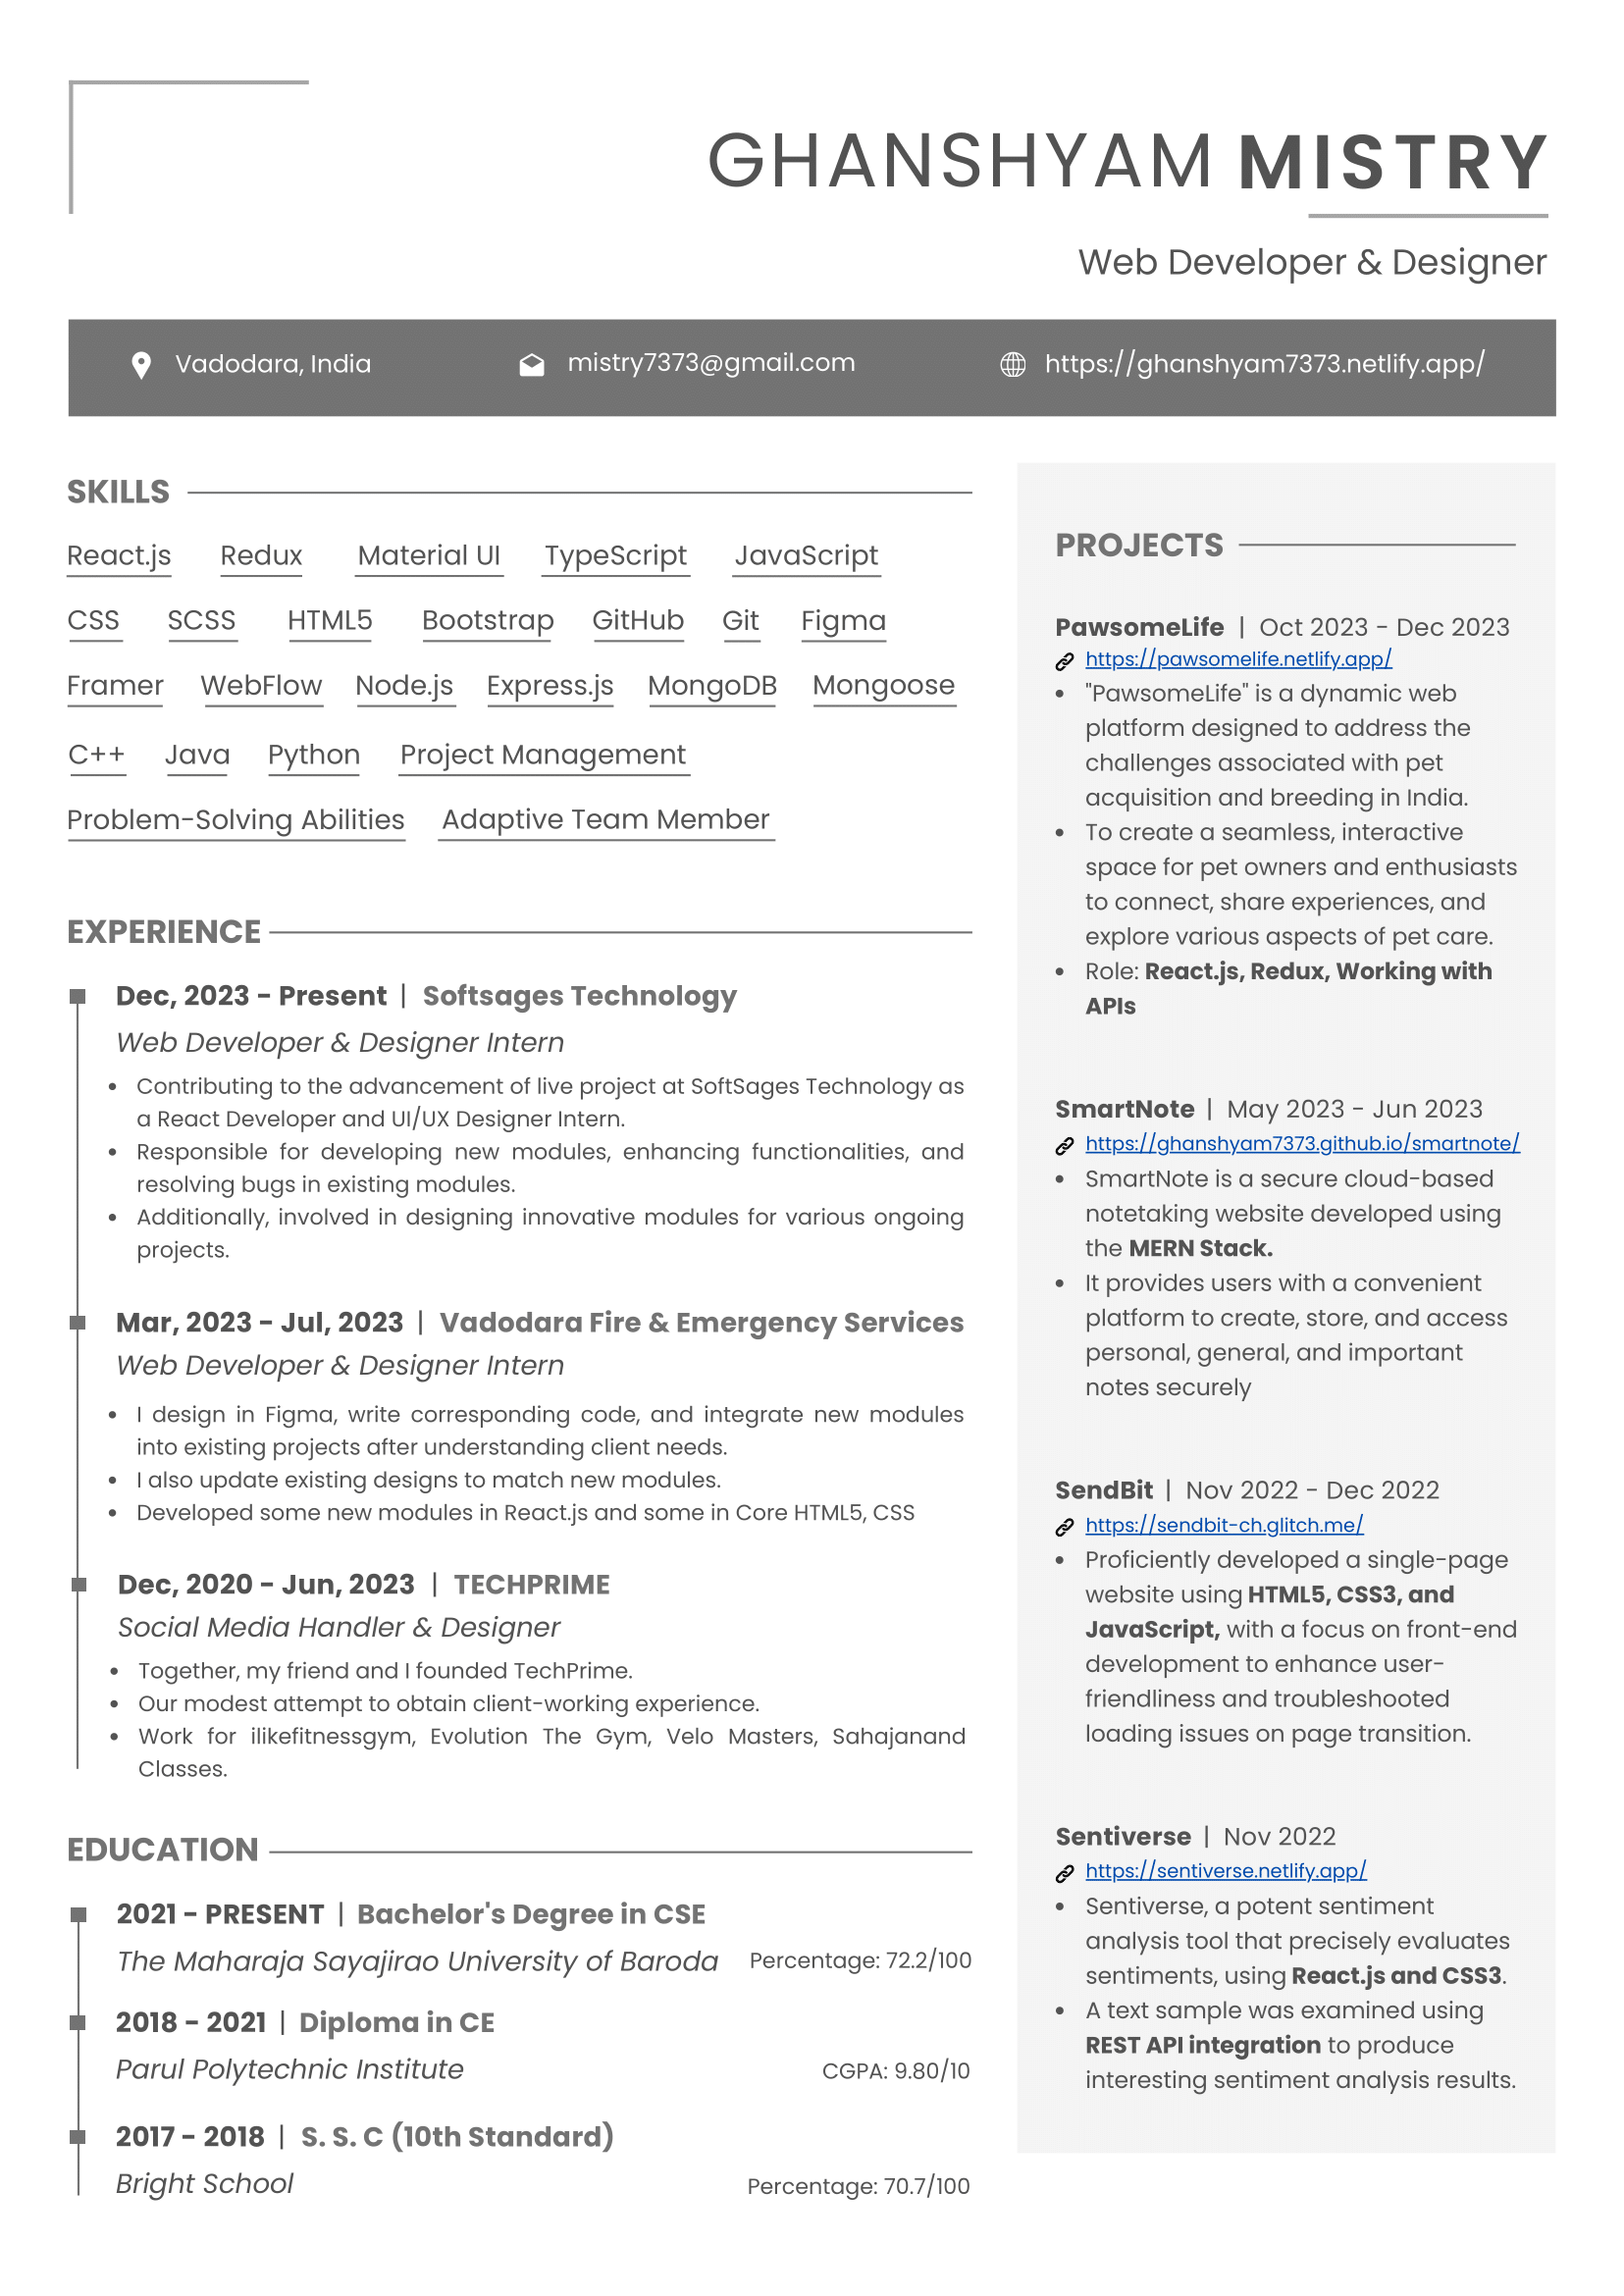 GHANSHYAM MISTRY
Web Developer & Designer
Vadodara, India
mistry7373@gmail.com
https://ghanshyam7373.netlify.app/
SKILLS
React.js Redux Material UI TypeScript JavaScript
CSS SCSS HTML5 Bootstrap GitHub Git Figma
Framer WebFlow Node.js Express.js MongoDB Mongoose
C++ Java Python Project Management
Problem-Solving Abilities Adaptive Team Member
EXPERIENCE
Dec, 2023 - Present | Softsages Technology
Web Developer & Designer Intern
• Contributing to the advancement of live project at SoftSages Technology as
a React Developer and UI/UX Designer Intern.
• Responsible for developing new modules, enhancing functionalities, and
resolving bugs in existing modules.
• Additionally, involved in designing innovative modules for various ongoing
projects.
Mar, 2023 - Jul, 2023 | Vadodara Fire & Emergency Services
Web Developer & Designer Intern
• I design in Figma, write corresponding code, and integrate new modules
into existing projects after understanding client needs.
• I also update existing designs to match new modules.
• Developed some new modules in React.js and some in Core HTML5, CSS
Dec, 2020 - Jun, 2023 | TECHPRIME
Social Media Handler & Designer
• Together, my friend and I founded TechPrime.
• Our modest attempt to obtain client-working experience.
• Work for ilikefitnessgym, Evolution The Gym, Velo Masters, Sahajanand
Classes.
EDUCATION
2021 - PRESENT | Bachelor's Degree in CSE
The Maharaja Sayajirao University of Baroda Percentage: 72.2/100
2018 - 2021 | Diploma in CE
Parul Polytechnic Institute CGPA: 9.80/10
2017 - 2018 | S. S. C (10th Standard)
Bright School Percentage: 70.7/100
PROJECTS
PawsomeLife | Oct 2023 - Dec 2023
https://pawsomelife.netlify.app/
• "PawsomeLife" is a dynamic web
platform designed to address the
challenges associated with pet
acquisition and breeding in India.
• To create a seamless, interactive
space for pet owners and enthusiasts
to connect, share experiences, and
explore various aspects of pet care.
• Role: React.js, Redux, Working with
APIs
SmartNote | May 2023 - Jun 2023
https://ghanshyam7373.github.io/smartnote/
• SmartNote is a secure cloud-based
notetaking website developed using
the MERN Stack.
• It provides users with a convenient
platform to create, store, and access
personal, general, and important
notes securely
SendBit | Nov 2022 - Dec 2022
https://sendbit-ch.glitch.me/
• Proficiently developed a single-page
website using HTML5, CSS3, and
JavaScript, with a focus on front-end
development to enhance user-
friendliness and troubleshooted
loading issues on page transition.
Sentiverse | Nov 2022
https://sentiverse.netlify.app/
• Sentiverse, a potent sentiment
analysis tool that precisely evaluates
sentiments, using React.js and CSS3.
• A text sample was examined using
REST API integration to produce
interesting sentiment analysis results.